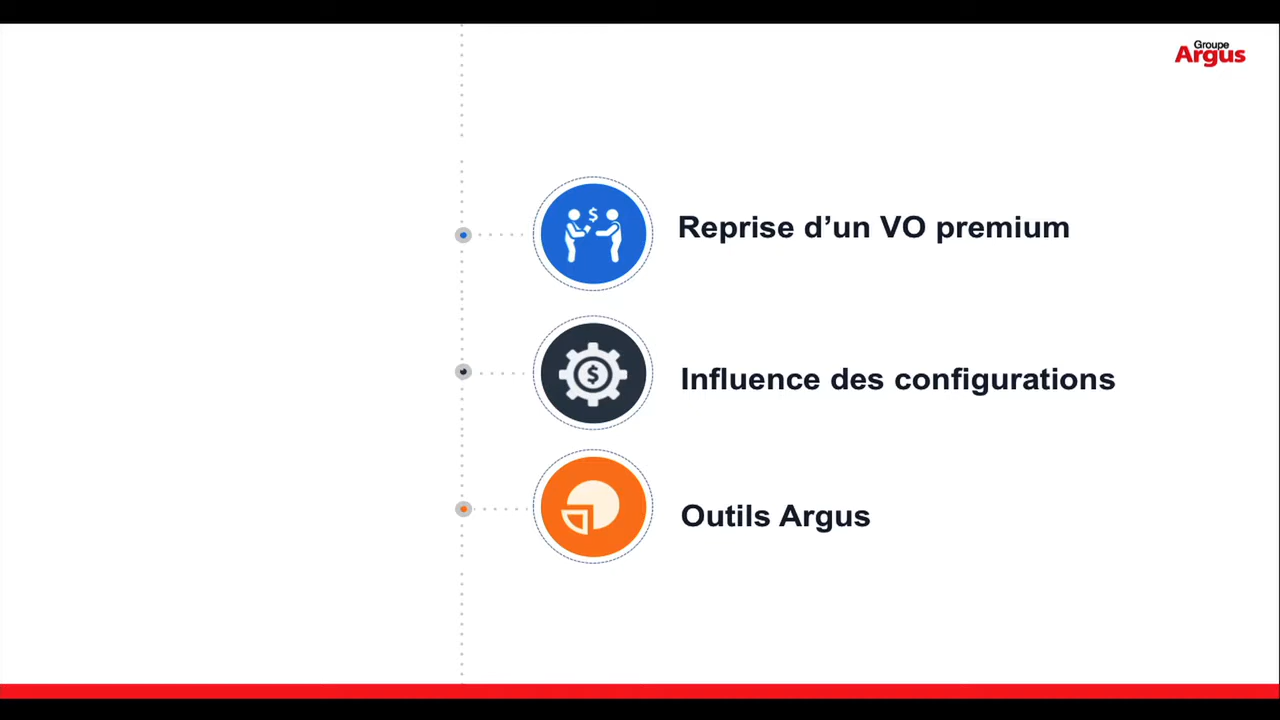 Groupe
Argus
Reprise d’un VO premium
Influence des configurations
Outils Argus